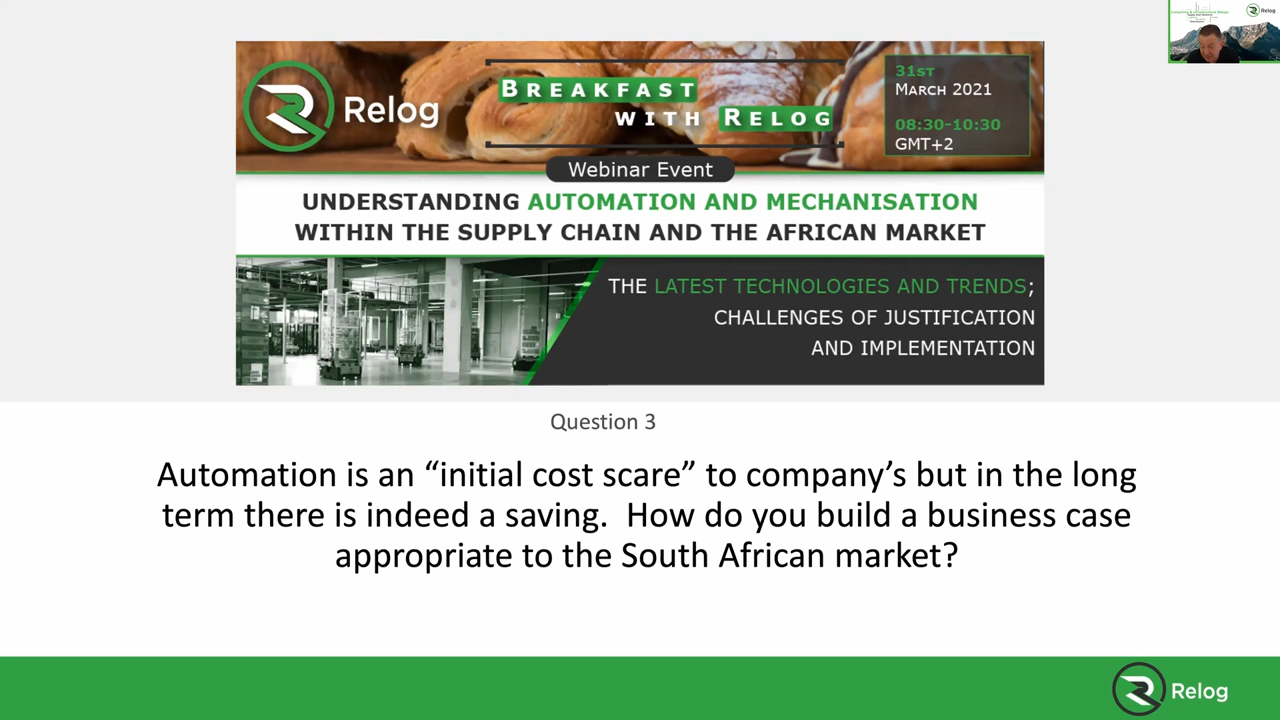 Relog
BREAKFAST
WITH RELOG
31ST
MARCH 2021
08:30-10:30
GMT+2
Webinar Event
UNDERSTANDING AUTOMATION AND MECHANISATION
WITHIN THE SUPPLY CHAIN AND THE AFRICAN MARKET
THE LATEST TECHNOLOGIES AND TRENDS;
CHALLENGES OF JUSTIFICATION
AND IMPLEMENTATION
Relog
Question 3
Automation is an “initial cost scare” to company’s but in the long
term there is indeed a saving.  How do you build a business case
appropriate to the South African market?
Relog